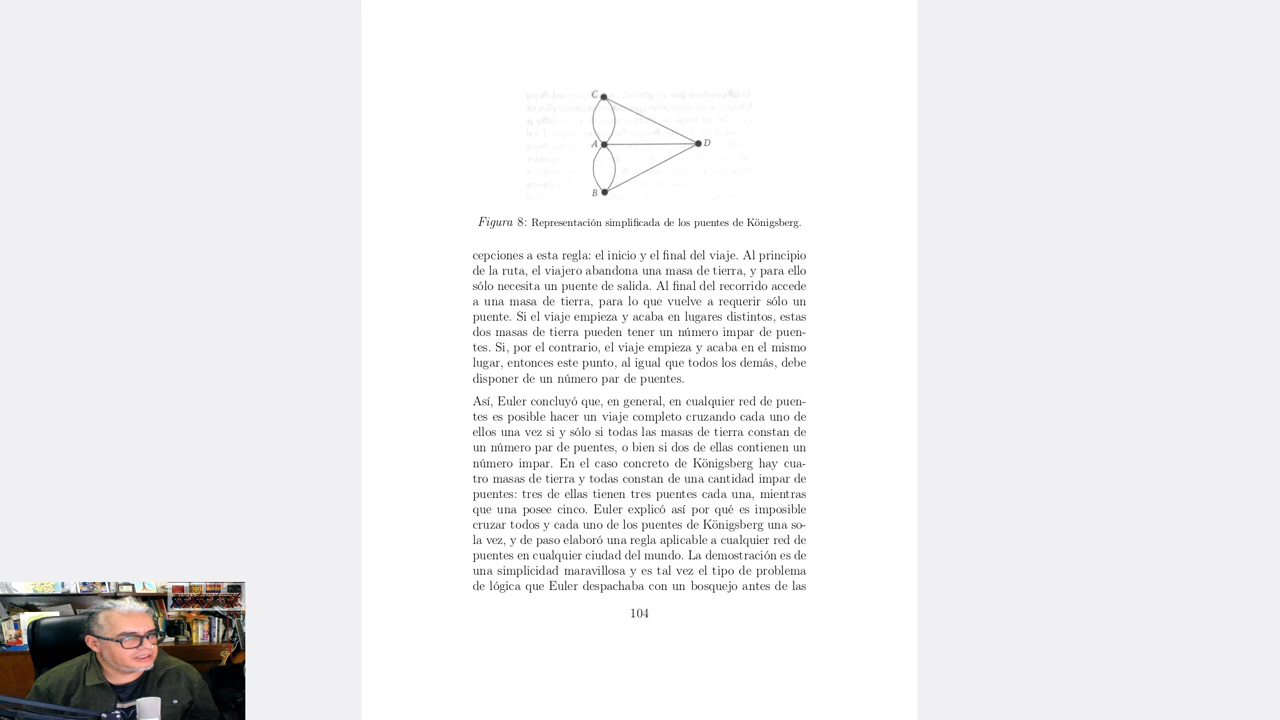 C
A
D
B
Figura 8: Representación simplificada de los puentes de Königsberg.
cepciones a esta regla: el inicio y el final del viaje. Al principio
de la ruta, el viajero abandona una masa de tierra, y para ello
sólo necesita un puente de salida. Al final del recorrido accede
a una masa de tierra, para lo que vuelve a requerir sólo un
puente. Si el viaje empieza y acaba en lugares distintos, estas
dos masas de tierra pueden tener un número impar de puen-
tes. Si, por el contrario, el viaje empieza y acaba en el mismo
lugar, entonces este punto, al igual que todos los demás, debe
disponer de un número par de puentes.
Así, Euler concluyó que, en general, en cualquier red de puen-
tes es posible hacer un viaje completo cruzando cada uno de
ellos una vez si y sólo si todas las masas de tierra constan de
un número par de puentes, o bien si dos de ellas contienen un
número impar. En el caso concreto de Königsberg hay cua-
tro masas de tierra y todas constan de una cantidad impar de
puentes: tres de ellas tienen tres puentes cada una, mientras
que una posee cinco. Euler explicó así por qué es imposible
cruzar todos y cada uno de los puentes de Königsberg una so-
la vez, y de paso elaboró una regla aplicable a cualquier red de
puentes en cualquier ciudad del mundo. La demostración es de
una simplicidad maravillosa y es tal vez el tipo de problema
de lógica que Euler despachaba con un bosquejo antes de las
104